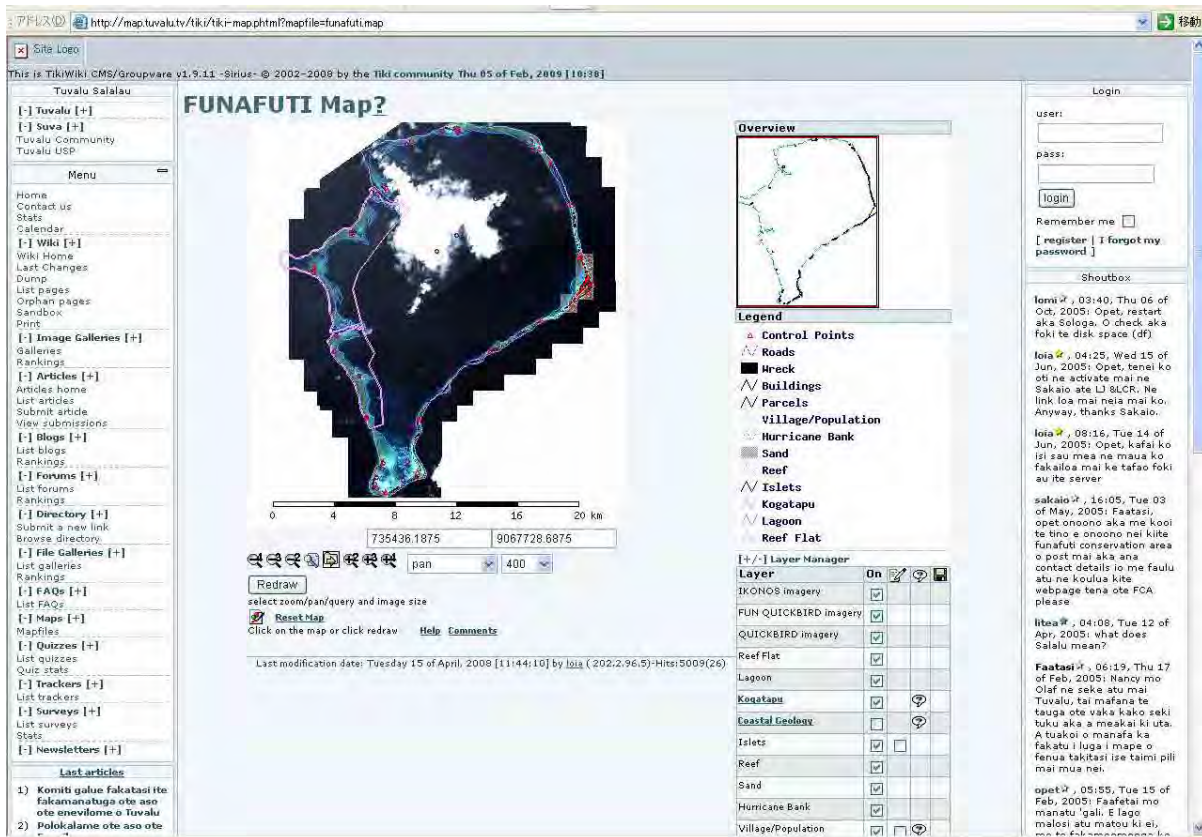 アドレス(D) http://map.tuvalu.tv/tiki/tiki-map.phtml?mapfile=funafuti.map 移動
Site Logo
This is TikiWiki CMS/Groupware v1.9.11 -Sirius- © 2002-2008 by the Tiki community Thu 05 of Feb, 2009 [10:30]
Tuvalu Salalau
[-] Tuvalu [+]
[-] Suva [+]
Tuvalu Community
Tuvalu USP
Menu
Home
Contact us
Stats
Calendar
[-] Wiki [+]
Wiki Home
Last Changes
Dump
List pages
Orphan pages
Sandbox
Print
[-] Image Galleries [+]
Galleries
Rankings
[-] Articles [+]
Articles home
List articles
Submit article
View submissions
[-] Blogs [+]
List blogs
Rankings
[-] Forums [+]
List forums
Rankings
[-] Directory [+]
Submit a new link
Browse directory
[-] File Galleries [+]
List galleries
Rankings
[-] FAQs [+]
List FAQs
[-] Maps [+]
Mapfiles
[-] Quizzes [+]
List quizzes
Quiz stats
[-] Trackers [+]
List trackers
[-] Surveys [+]
List surveys
Stats
[-] Newsletters [+]
Last articles
1) Komiti galue fakatasi ite
fakamanatuga ote aso
ote enevilome o Tuvalu
2) Polokalame ote aso ote
FUNAFUTI Map?
0 4 8 12 16 20 km
735436.1875 9067728.6875
pan 400
Redraw
select zoom/pan/query and image size
Reset Map
Click on the map or click redraw Help Comments
Last modification date: Tuesday 15 of April, 2008 [11:44:10] by loia ( 202.2.96.5)-Hits:5009(26)
Overview
Legend
Control Points
Roads
Wreck
Buildings
Parcels
Village/Population
Hurricane Bank
Sand
Reef
Islets
Kogatapu
Lagoon
Reef Flat
[+/-] Layer Manager
Layer On
IKONOS imagery
FUN QUICKBIRD imagery
QUICKBIRD imagery
Reef Flat
Lagoon
Kogatapu
Coastal Geology
Islets
Reef
Sand
Hurricane Bank
Village/Population
Login
user:
pass:
login
Remember me
[ register | I forgot my
password ]
Shoutbox
lomi , 03:40, Thu 06 of
Oct, 2005: Opet, restart
aka Sologa. O check aka
foki te disk space (df)
loia , 04:25, Wed 15 of
Jun, 2005: Opet, tenei ko
oti ne activate mai ne
Sakaio ate LJ &LCR. Ne
link loa mai neia mai ko.
Anyway, thanks Sakaio.
loia , 08:16, Tue 14 of
Jun, 2005: Opet, kafai ko
isi sau mea ne maua ko
fakailoa mai ke tafao foki
au ite server
sakaio , 16:05, Tue 03
of May, 2005: Faatasi,
opet onoono aka me kooi
te tino e onoono nei kiite
funafuti conservation area
o post mai aka ana
contact details io me faulu
atu ne koulua kite
webpage tena ote FCA
please
litea , 04:08, Tue 12 of
Apr, 2005: what does
Salalu mean?
Faatasi , 06:19, Thu 17
of Feb, 2005: Nancy mo
Olaf ne seke atu mai
Tuvalu, tai mafana te
tauga ote vaka kako seki
tuku aka a meakai ki uta.
A tuakoi o manafa ka
fakatu i luga i mape o
fenua takitasi ise taimi pili
mai mua nei.
opet , 05:55, Tue 15 of
Feb, 2005: Faafetai mo
manatu 'gali. E lago
malosi atu matou ki ei,